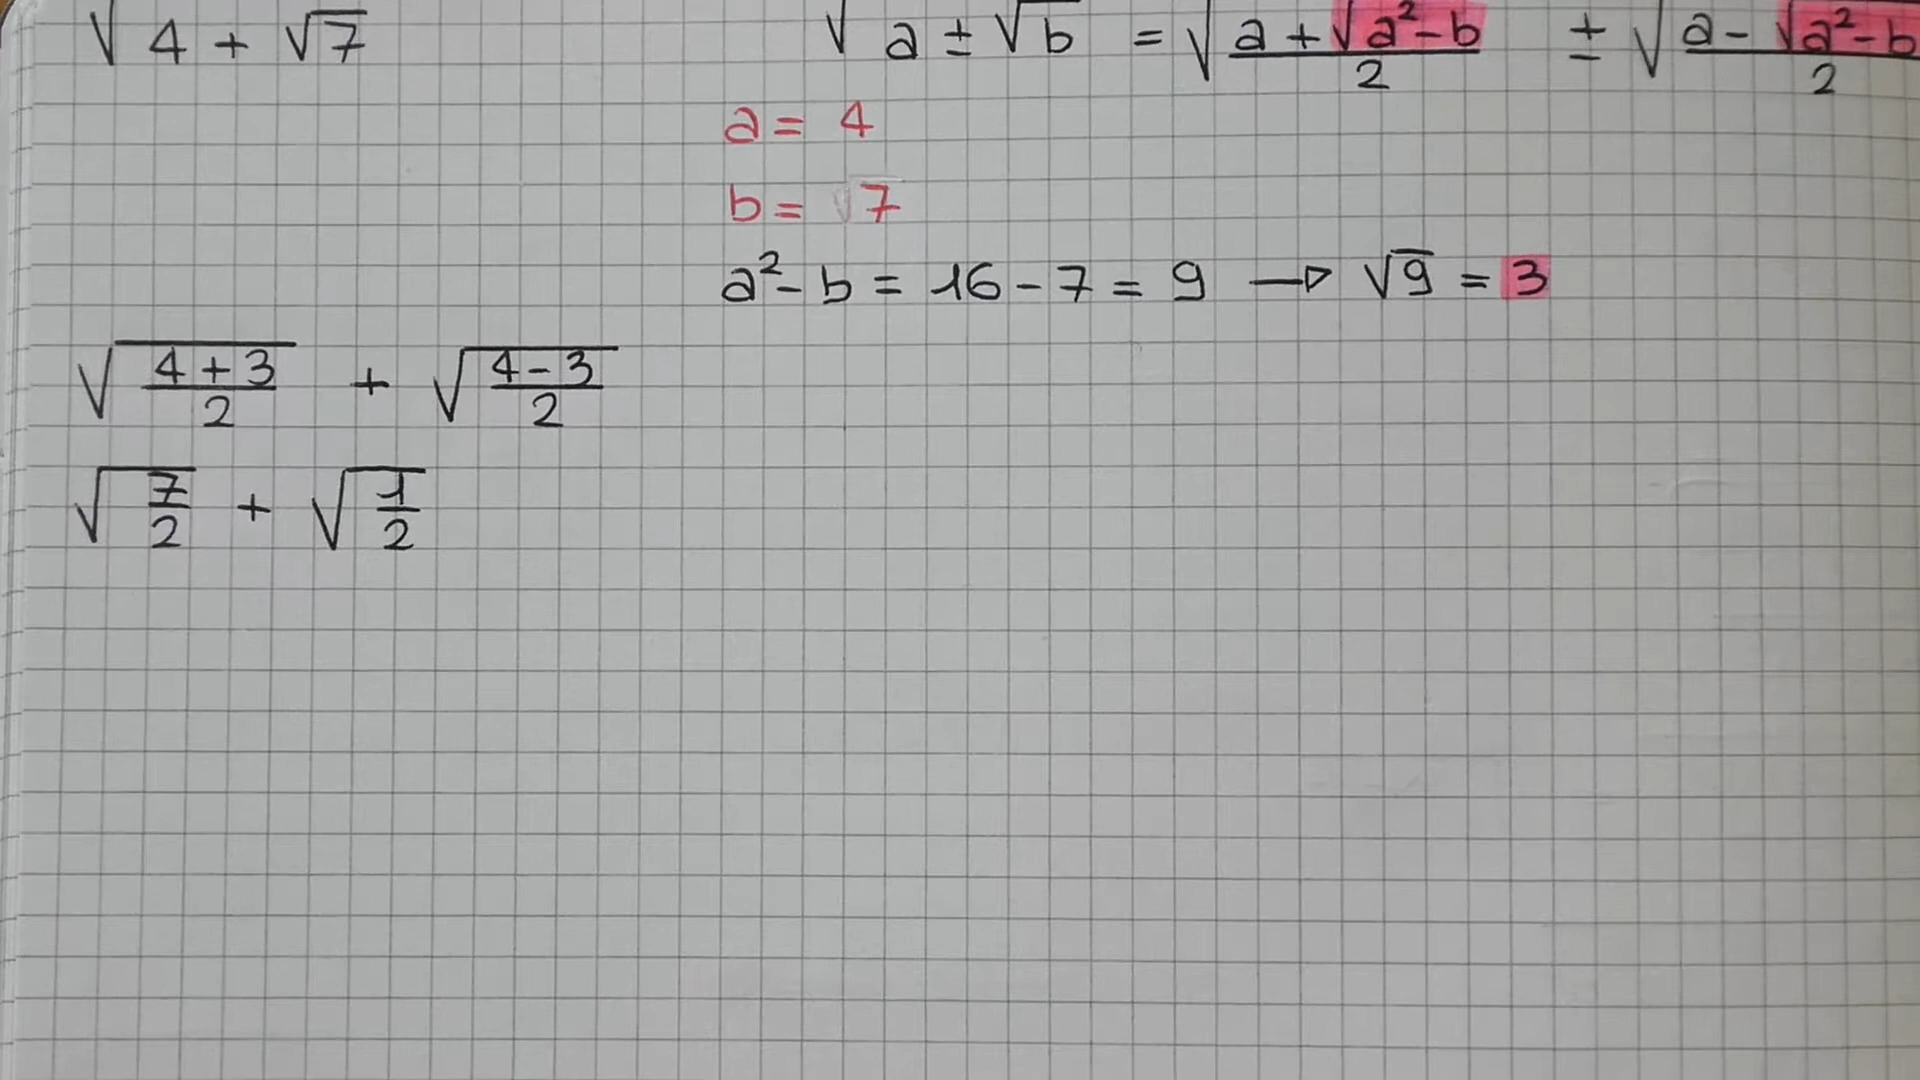 √4 + √7
√a ± √b = √(a + √a² - b)/2 ± √(a - √a² - b)/2
a = 4
b = √7
a² - b = 16 - 7 = 9 → √9 = 3
√(4 + 3)/2 + √(4 - 3)/2
√7/2 + √1/2